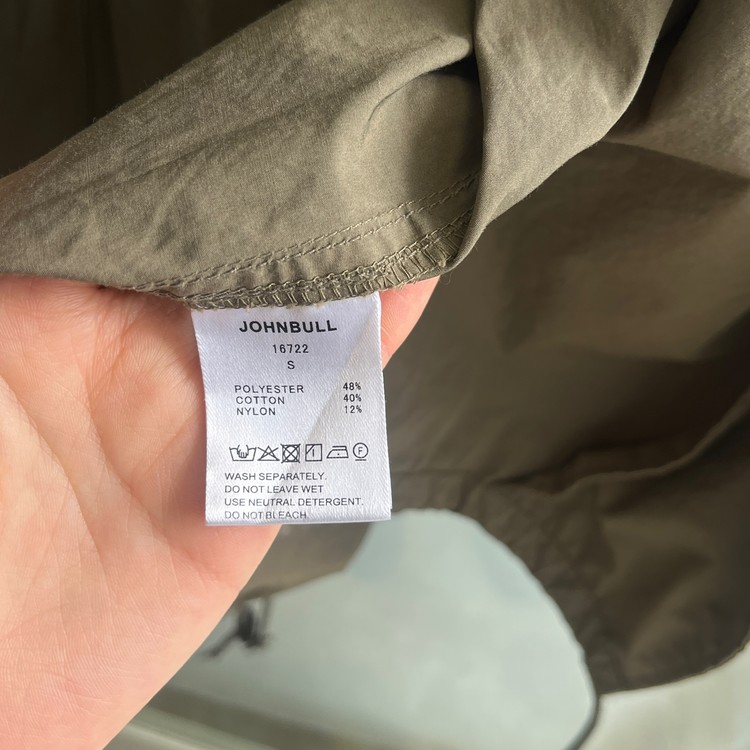 JOHNBULL
16722
S
POLYESTER 48%
COTTON 40%
NYLON 12%
F
WASH SEPARATELY.
DO NOT LEAVE WET
USE NEUTRAL DETERGENT.
DO NOT BLEACH.